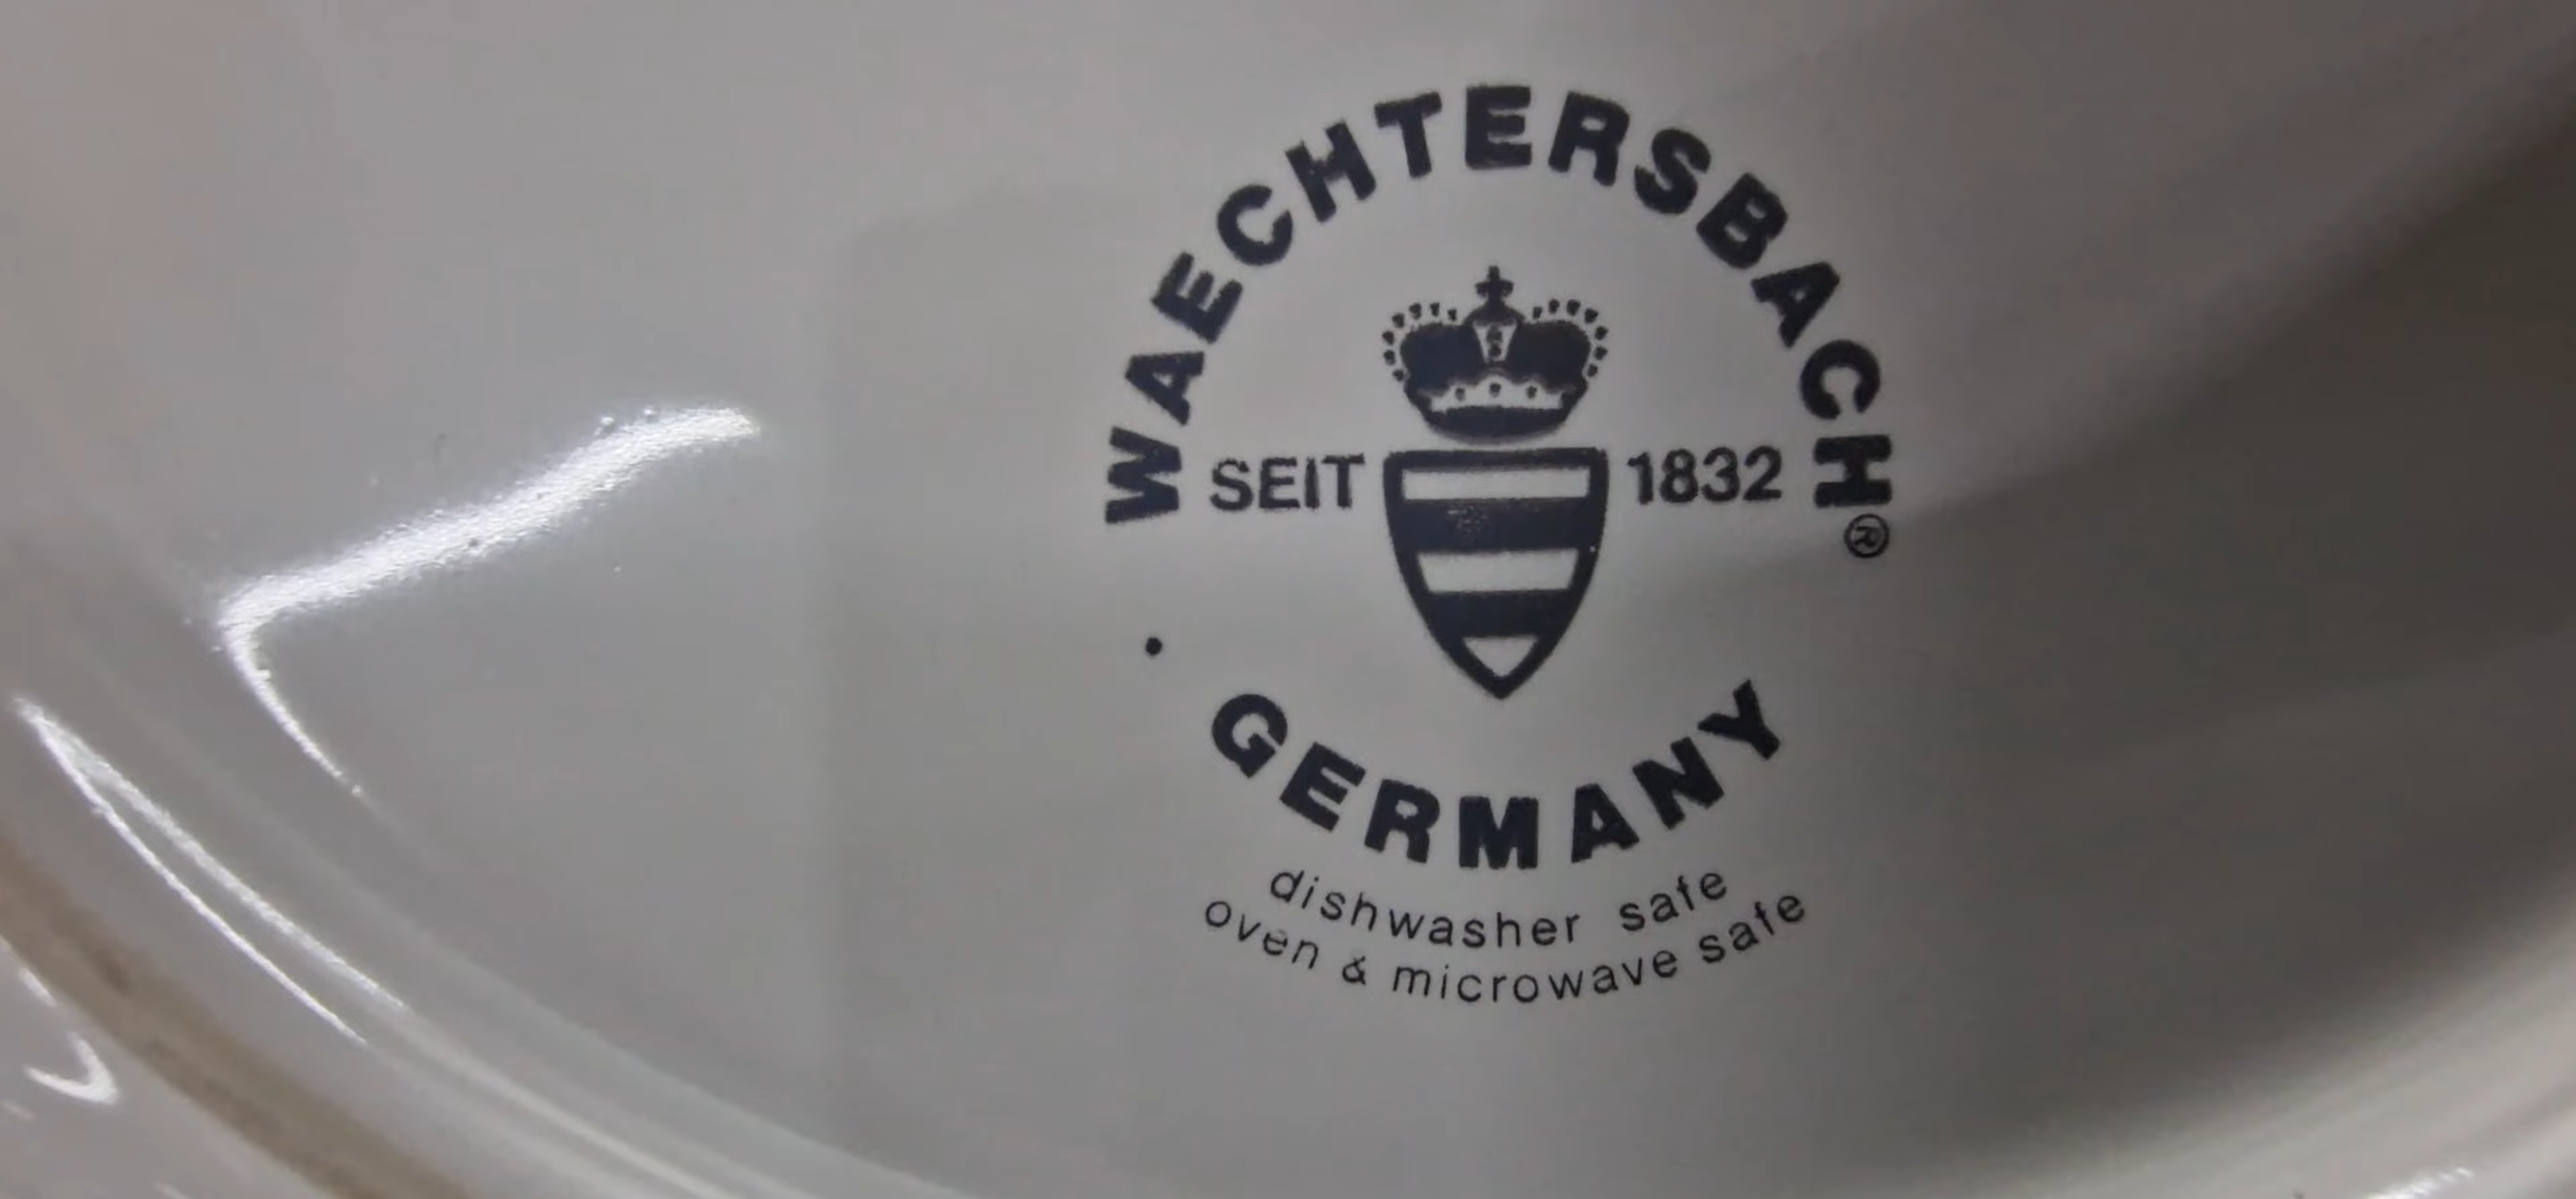 WAECHTERSBACH®
SEIT 1832
GERMANY
dishwasher safe
oven & microwave safe